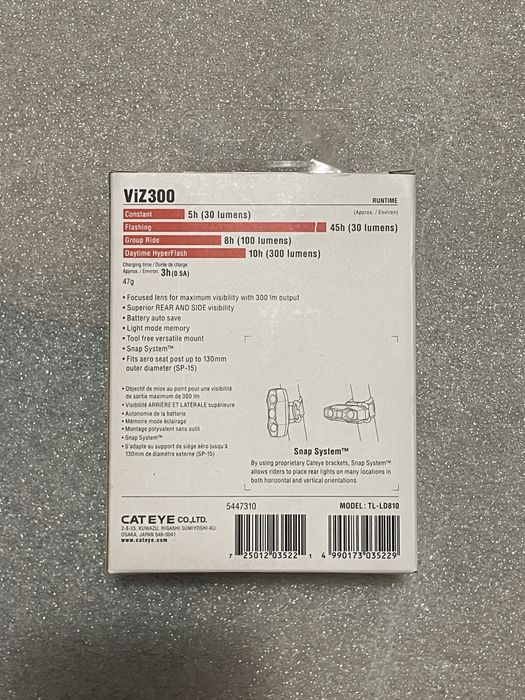 ViZ300
RUNTIME
(Approx. / Environ)
Constant 5h (30 lumens)
Flashing 45h (30 lumens)
Group Ride 8h (100 lumens)
Daytime HyperFlash 10h (300 lumens)
Charging time / Durée de charge
Approx. / Environ. 3h(0.5A)
47g
• Focused lens for maximum visibility with 300 lm output
• Superior REAR AND SIDE visibility
• Battery auto save
• Light mode memory
• Tool free versatile mount
• Snap System™
• Fits aero seat post up to 130mm
outer diameter (SP-15)
• Objectif de mise au point pour une visibilité
de sortie maximum de 300 lm
• Visibilité ARRIÈRE ET LATÉRALE supérieure
• Autonomie de la batterie
• Mémoire mode éclairage
• Montage polyvalent sans outil
• Snap System™
• S'adapte au support de siège aéro jusqu'à
130mm de diamètre externe (SP-15)
Snap System™
By using proprietary Cateye brackets, Snap System™
allows riders to place rear lights on many locations in
both horizontal and vertical orientations.
5447310
MODEL: TL-LD810
CATEYE CO.,LTD.
2-8-25, KUWAZU, HIGASHI SUMIYOSHI-KU,
OSAKA, JAPAN 546-0041
www.cateye.com
7 25012 03522 1
4 990173 035229